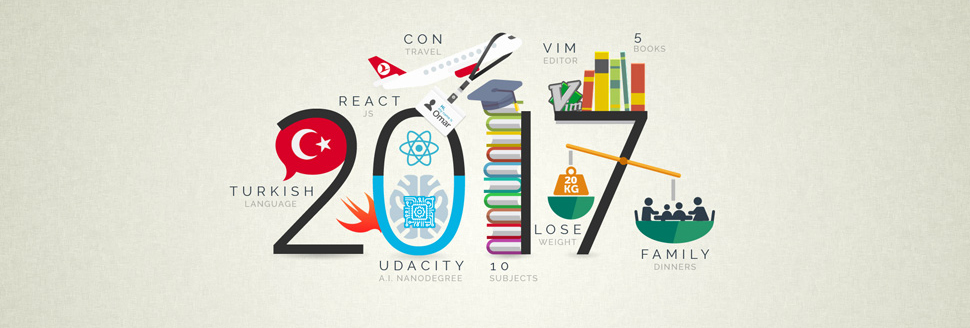 CON
TRAVEL
VIM
EDITOR
5
BOOKS
REACT
JS
Omar
Vim
2017
TURKISH
LANGUAGE
20
KG
LOSE
WEIGHT
FAMILY
DINNERS
UDACITY
A.I. NANODEGREE
10
SUBJECTS